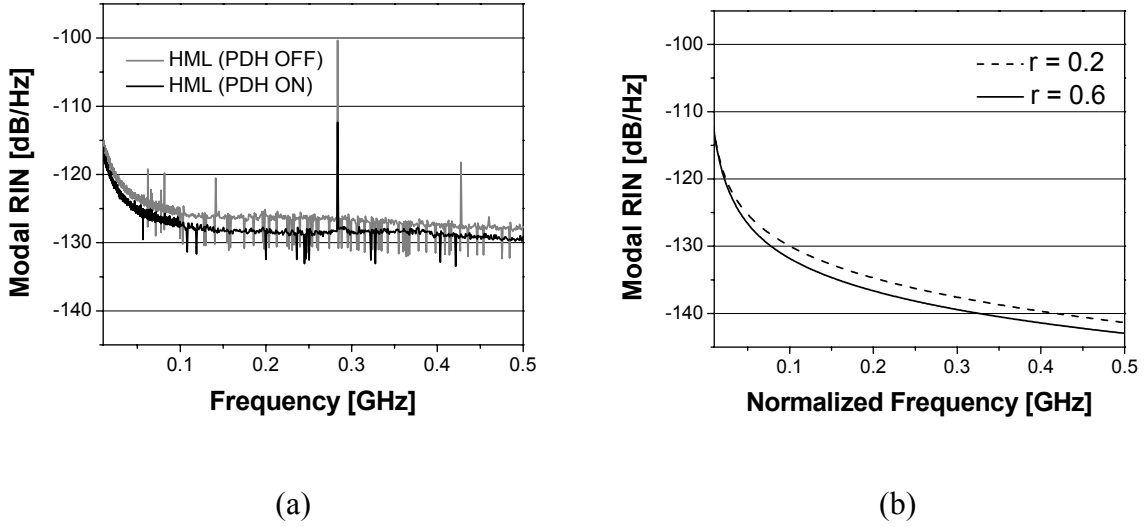 -100
-110
-120
-130
-140
Modal RIN [dB/Hz]
HML (PDH OFF)
HML (PDH ON)
0.1 0.2 0.3 0.4 0.5
Frequency [GHz]
(a)
-100
-110
-120
-130
-140
Modal RIN [dB/Hz]
r = 0.2
r = 0.6
0.1 0.2 0.3 0.4 0.5
Normalized Frequency [GHz]
(b)